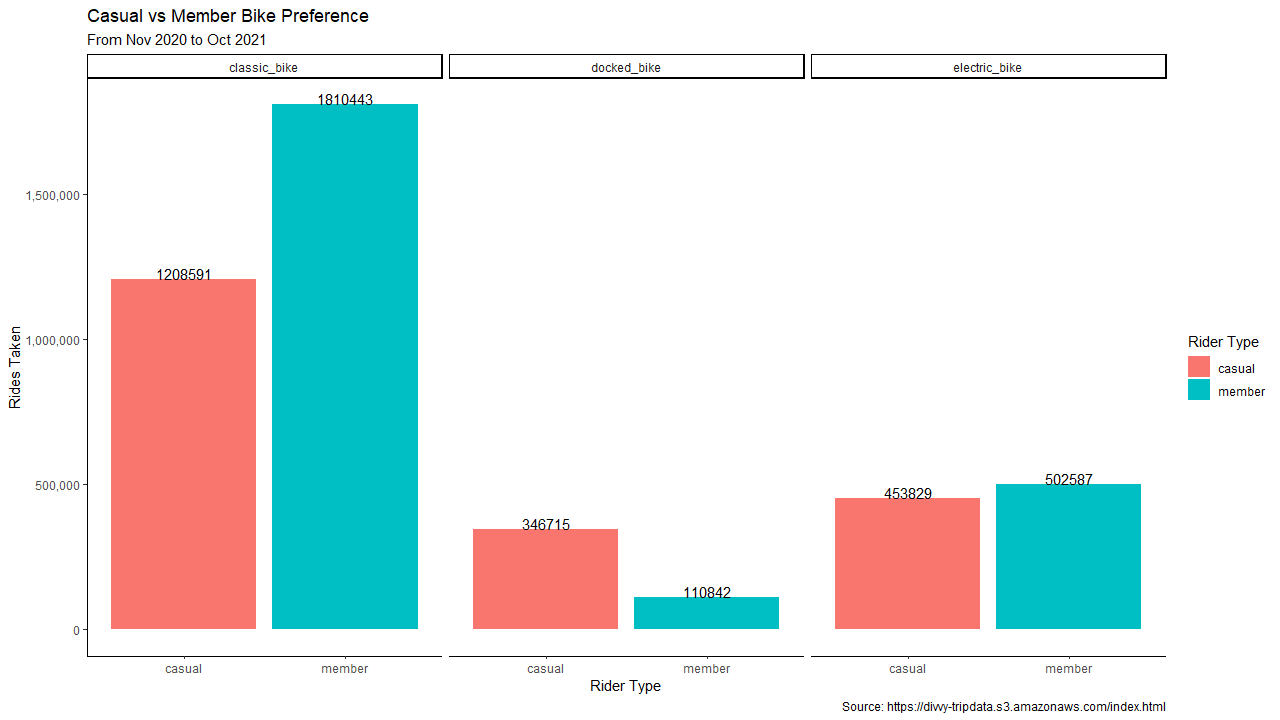 Casual vs Member Bike Preference
From Nov 2020 to Oct 2021
classic_bike
docked_bike
electric_bike
1810443
1208591
346715
110842
453829
502587
1,500,000
1,000,000
500,000
0
Rides Taken
casual
member
casual
member
casual
member
Rider Type
Rider Type
casual
member
Source: https://divvy-tripdata.s3.amazonaws.com/index.html